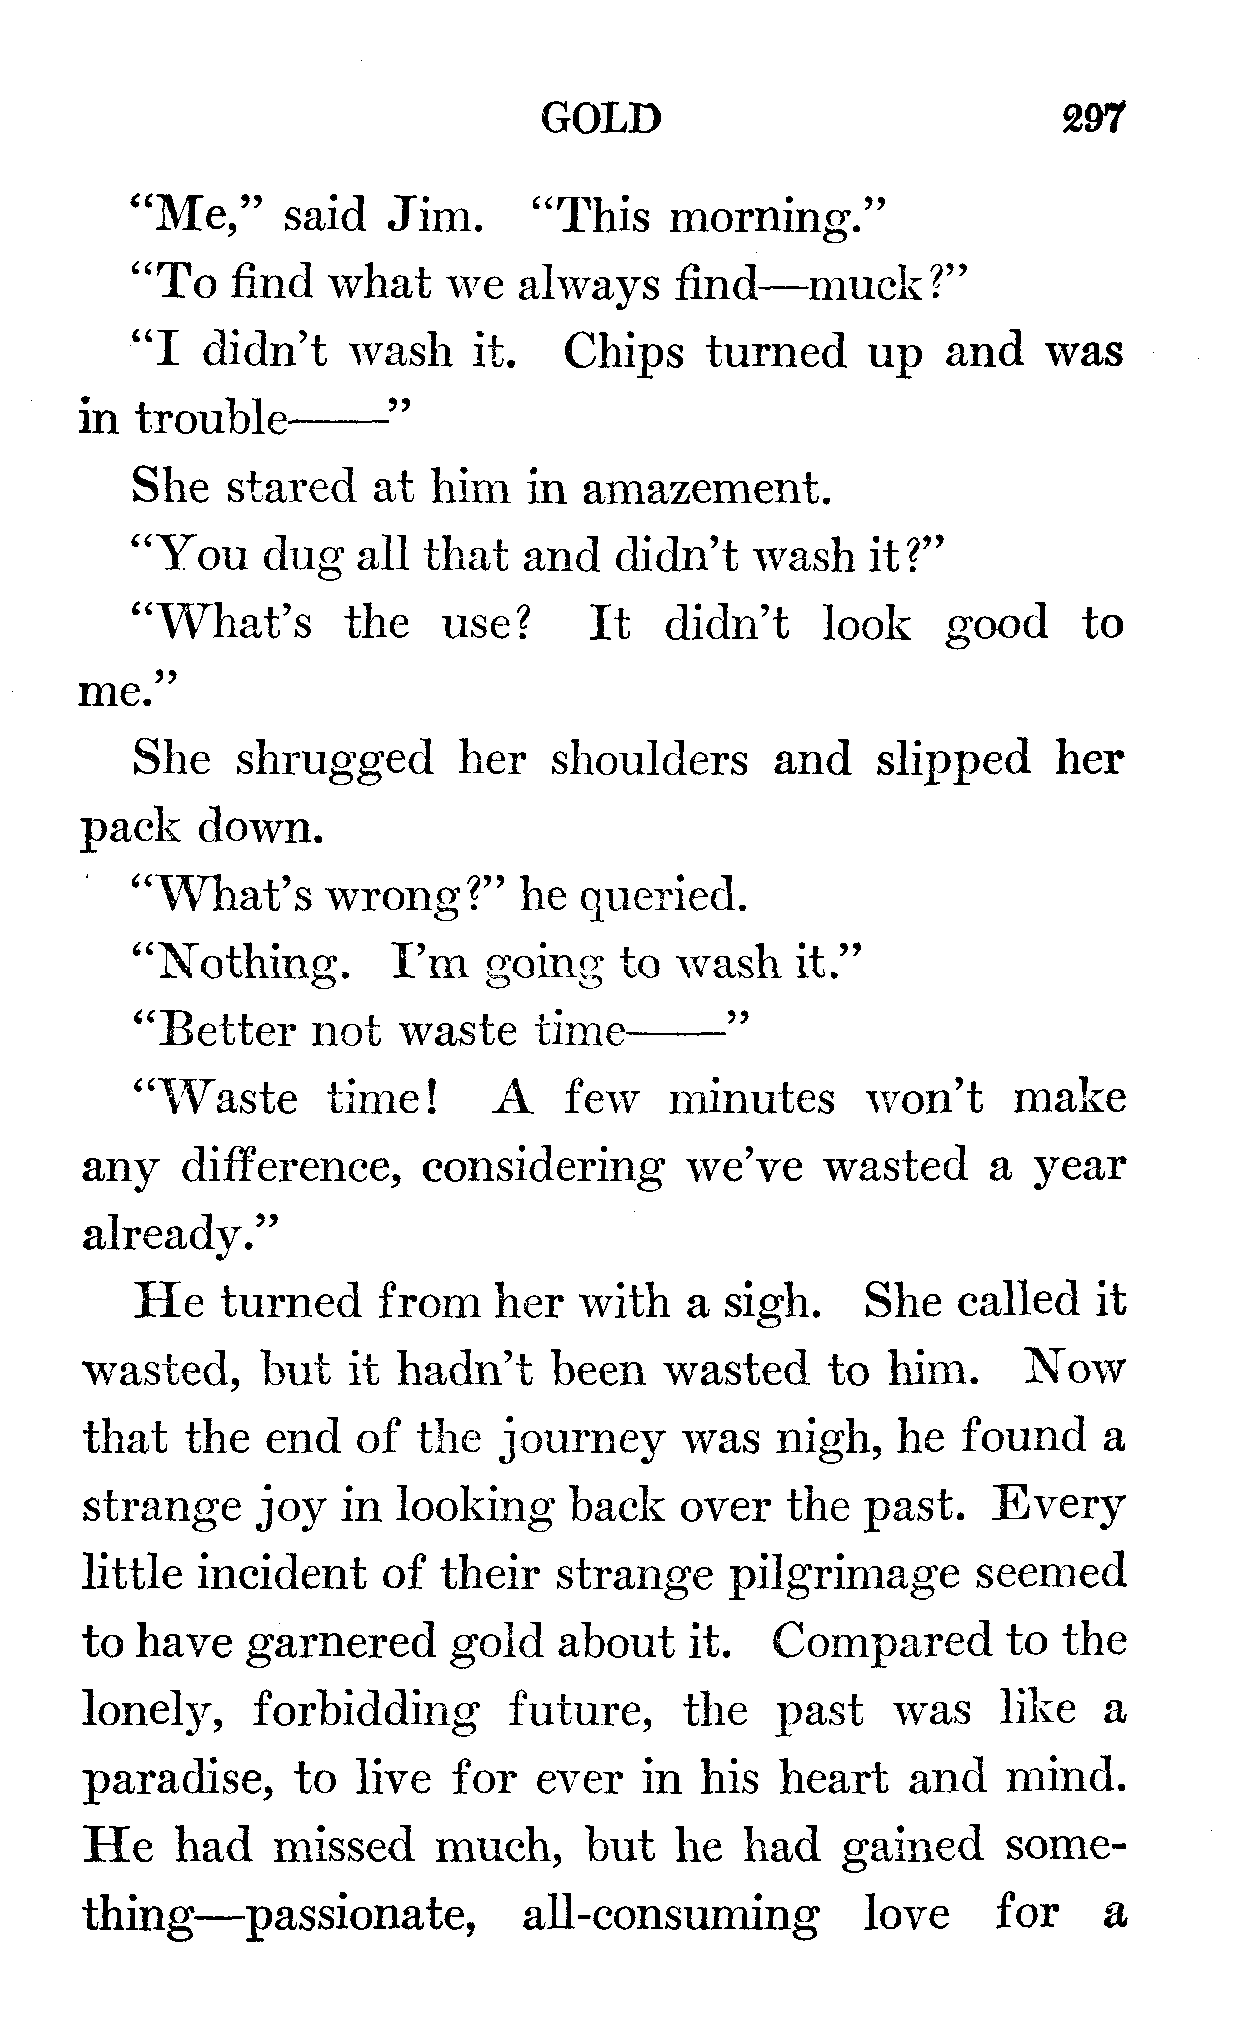 GOLD 297
“Me,” said Jim. “This morning.”
“To find what we always find—muck?”
“I didn’t wash it. Chips turned up and was
in trouble——”
She stared at him in amazement.
“You dug all that and didn’t wash it?”
“What’s the use? It didn’t look good to
me.”
She shrugged her shoulders and slipped her
pack down.
“What’s wrong?” he queried.
“Nothing. I’m going to wash it.”
“Better not waste time——”
“Waste time! A few minutes won’t make
any difference, considering we’ve wasted a year
already.”
He turned from her with a sigh. She called it
wasted, but it hadn’t been wasted to him. Now
that the end of the journey was nigh, he found a
strange joy in looking back over the past. Every
little incident of their strange pilgrimage seemed
to have garnered gold about it. Compared to the
lonely, forbidding future, the past was like a
paradise, to live for ever in his heart and mind.
He had missed much, but he had gained some-
thing—passionate, all-consuming love for a